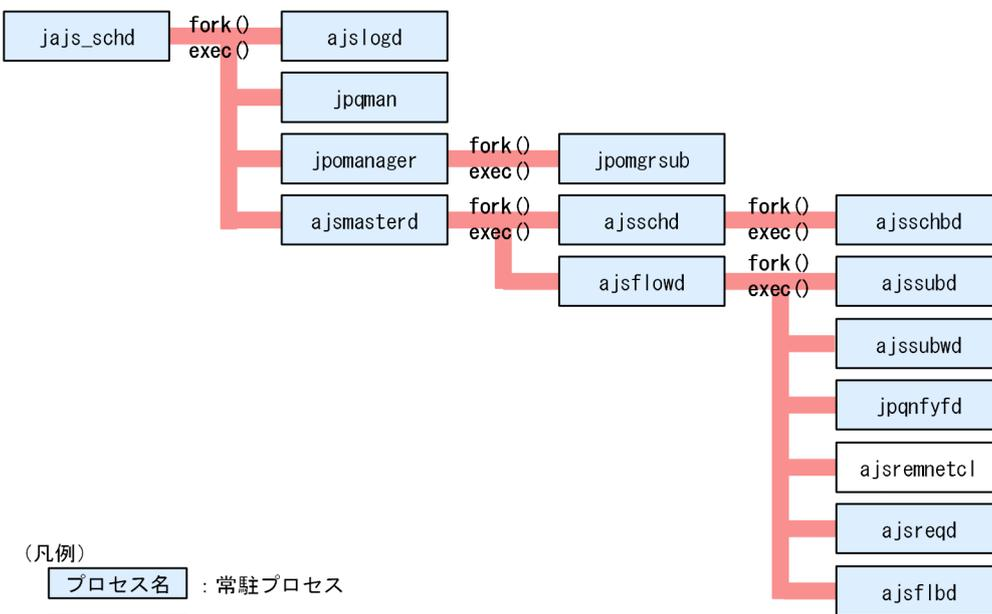 jajs_schd
fork()
exec()
ajslogd
jpqman
jpomanager
fork()
exec()
jpomgrsub
ajsmasterd
fork()
exec()
ajsschd
fork()
exec()
ajsschbd
ajsflowd
fork()
exec()
ajssubd
ajssubwd
jpqnfyfd
ajsremnetcl
ajsreqd
ajsflbd
（凡例）
プロセス名 ：常駐プロセス